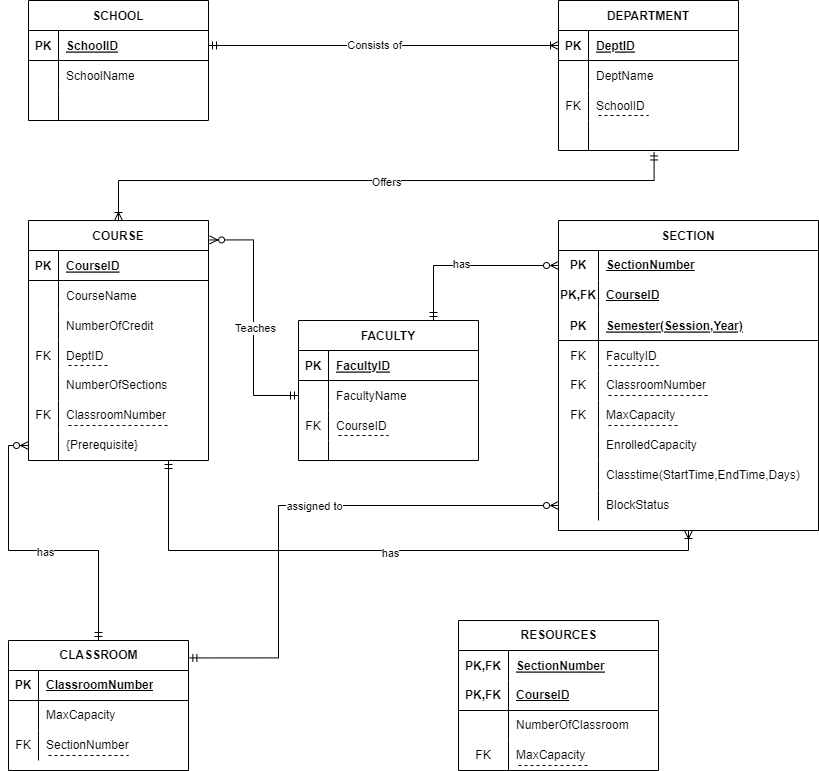 SCHOOL
PK SchoolID
SchoolName
Consists of
DEPARTMENT
PK DeptID
DeptName
FK SchoolID
Offers
COURSE
PK CourseID
CourseName
NumberOfCredit
FK DeptID
NumberOfSections
FK ClassroomNumber
{Prerequisite}
Teaches
has
FACULTY
PK FacultyID
FacultyName
FK CourseID
SECTION
PK SectionNumber
PK,FK CourseID
PK Semester(Session,Year)
FK FacultyID
FK ClassroomNumber
FK MaxCapacity
EnrolledCapacity
Classtime(StartTime,EndTime,Days)
BlockStatus
assigned to
has
has
CLASSROOM
PK ClassroomNumber
MaxCapacity
FK SectionNumber
RESOURCES
PK,FK SectionNumber
PK,FK CourseID
NumberOfClassroom
FK MaxCapacity